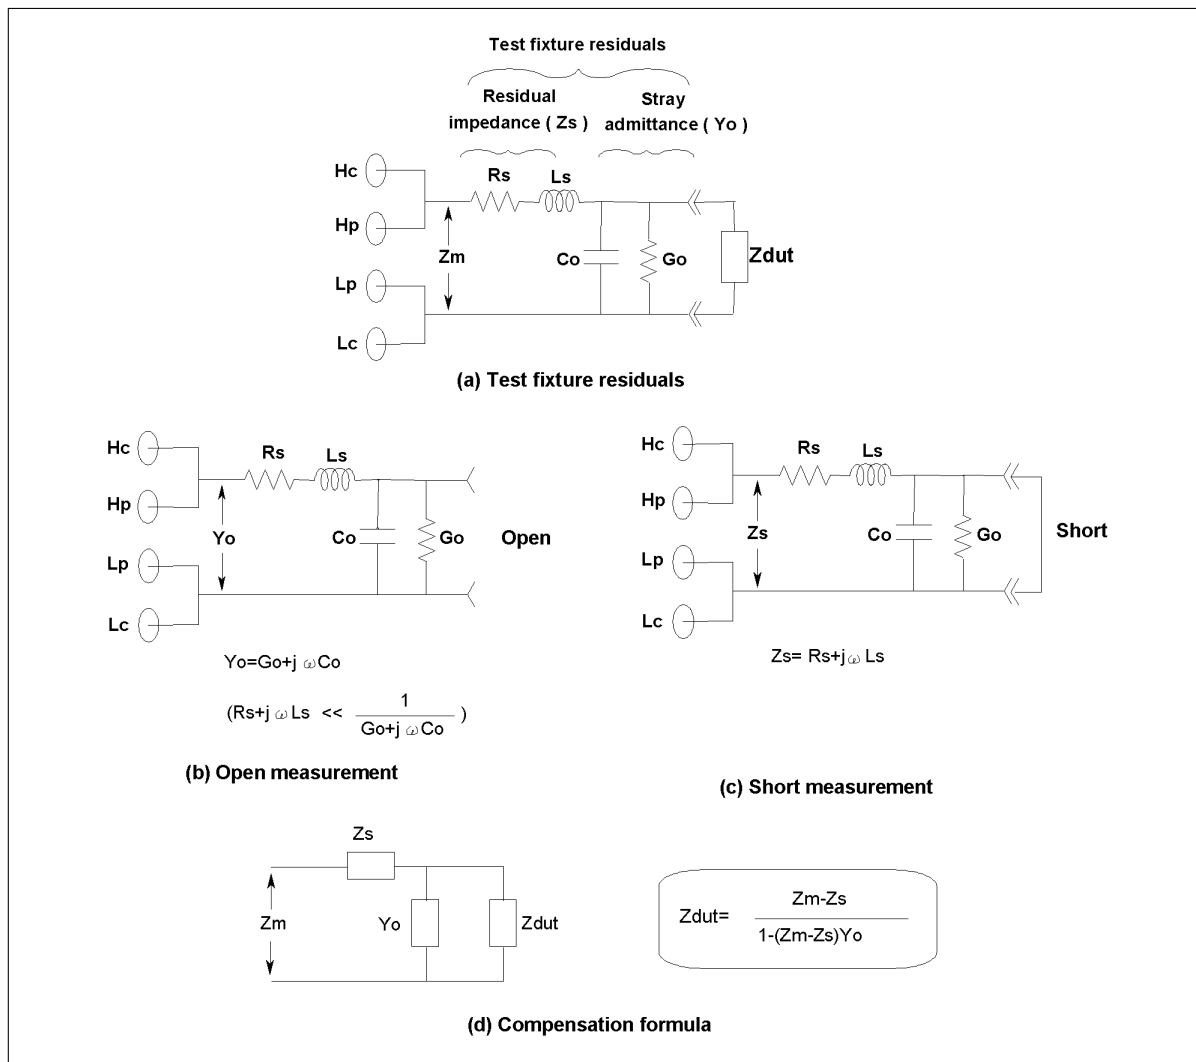 Test fixture residuals
Residual
impedance ( Zs )
Stray
admittance ( Yo )
Hc
Rs
Ls
Hp
Zm
Co
Go
Zdut
Lp
Lc
(a) Test fixture residuals
Hc
Rs
Ls
Hp
Yo
Co
Go
Open
Lp
Lc
Yo=Go+j ωCo
(Rs+j ω Ls << 1 / Go+j ω Co )
(b) Open measurement
Hc
Rs
Ls
Hp
Zs
Co
Go
Short
Lp
Lc
Zs= Rs+j ω Ls
(c) Short measurement
Zs
Zm
Yo
Zdut
Zdut= Zm-Zs / 1-(Zm-Zs)Yo
(d) Compensation formula